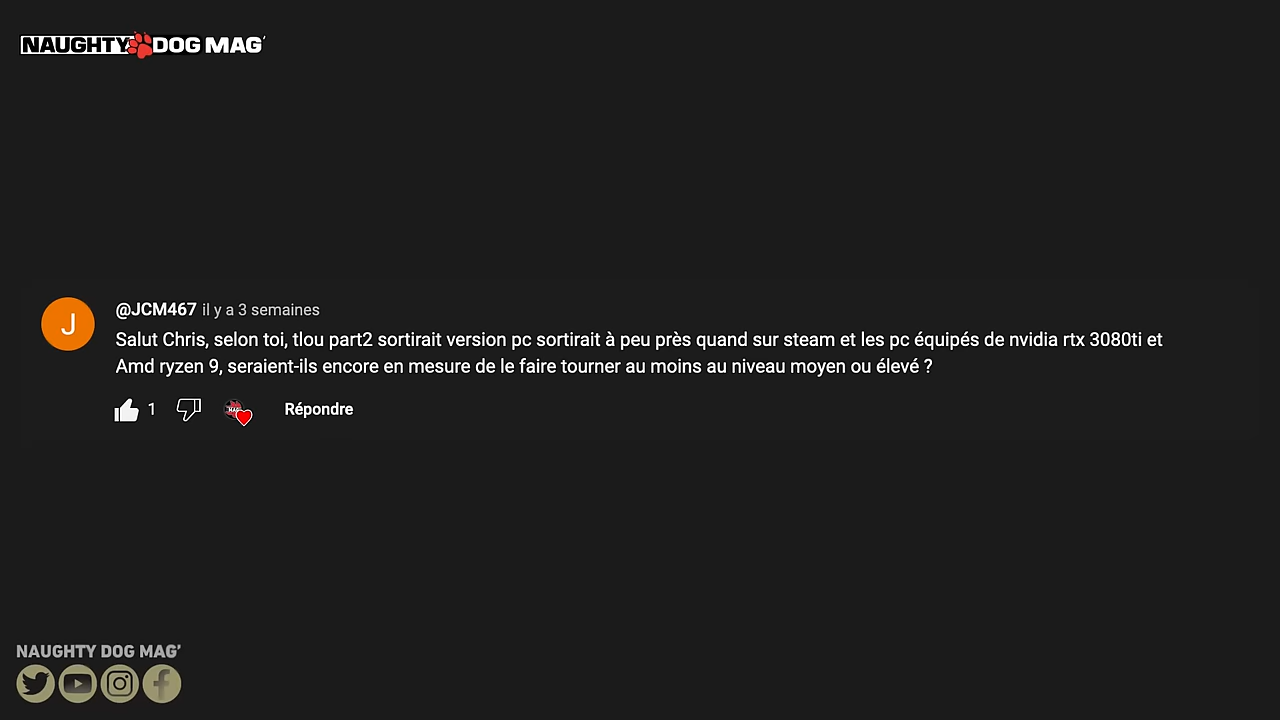 NAUGHTY DOG MAG'
@JCM467 il y a 3 semaines
J
Salut Chris, selon toi, tlou part2 sortirait version pc sortirait à peu près quand sur steam et les pc équipés de nvidia rtx 3080ti et
Amd ryzen 9, seraient-ils encore en mesure de le faire tourner au moins au niveau moyen ou élevé ?
1 Répondre
NAUGHTY DOG MAG'